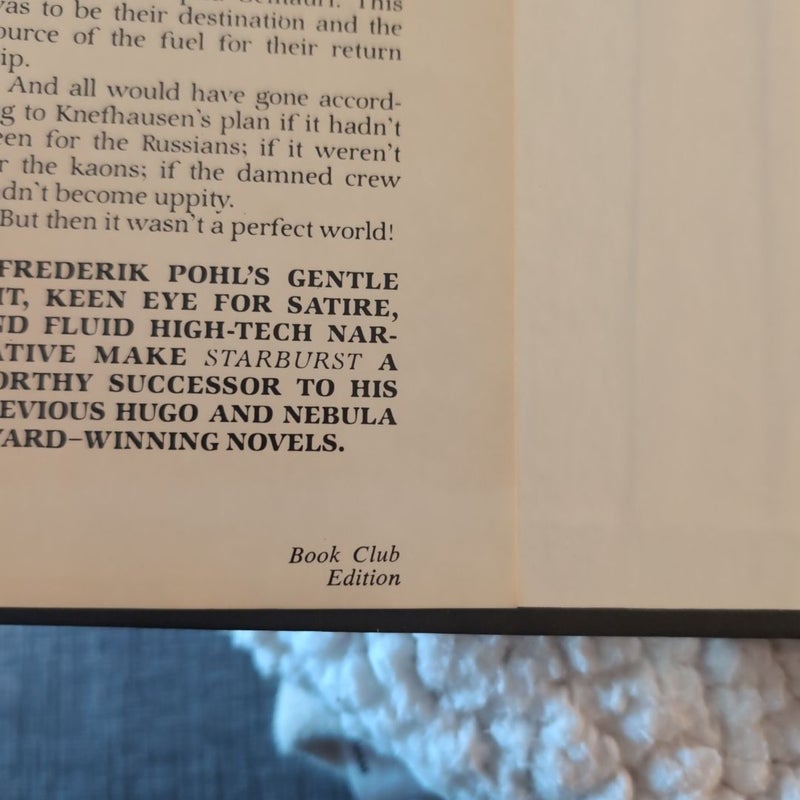 This
as to be their destination and the
ource of the fuel for their return
ip.
And all would have gone accord-
g to Knefhausen's plan if it hadn't
een for the Russians; if it weren't
r the kaons; if the damned crew
dn't become uppity.
But then it wasn't a perfect world!
FREDERIK POHL'S GENTLE
IT, KEEN EYE FOR SATIRE,
ND FLUID HIGH-TECH NAR-
ATIVE MAKE STARBURST A
ORTHY SUCCESSOR TO HIS
EVIOUS HUGO AND NEBULA
ARD–WINNING NOVELS.
Book Club
Edition